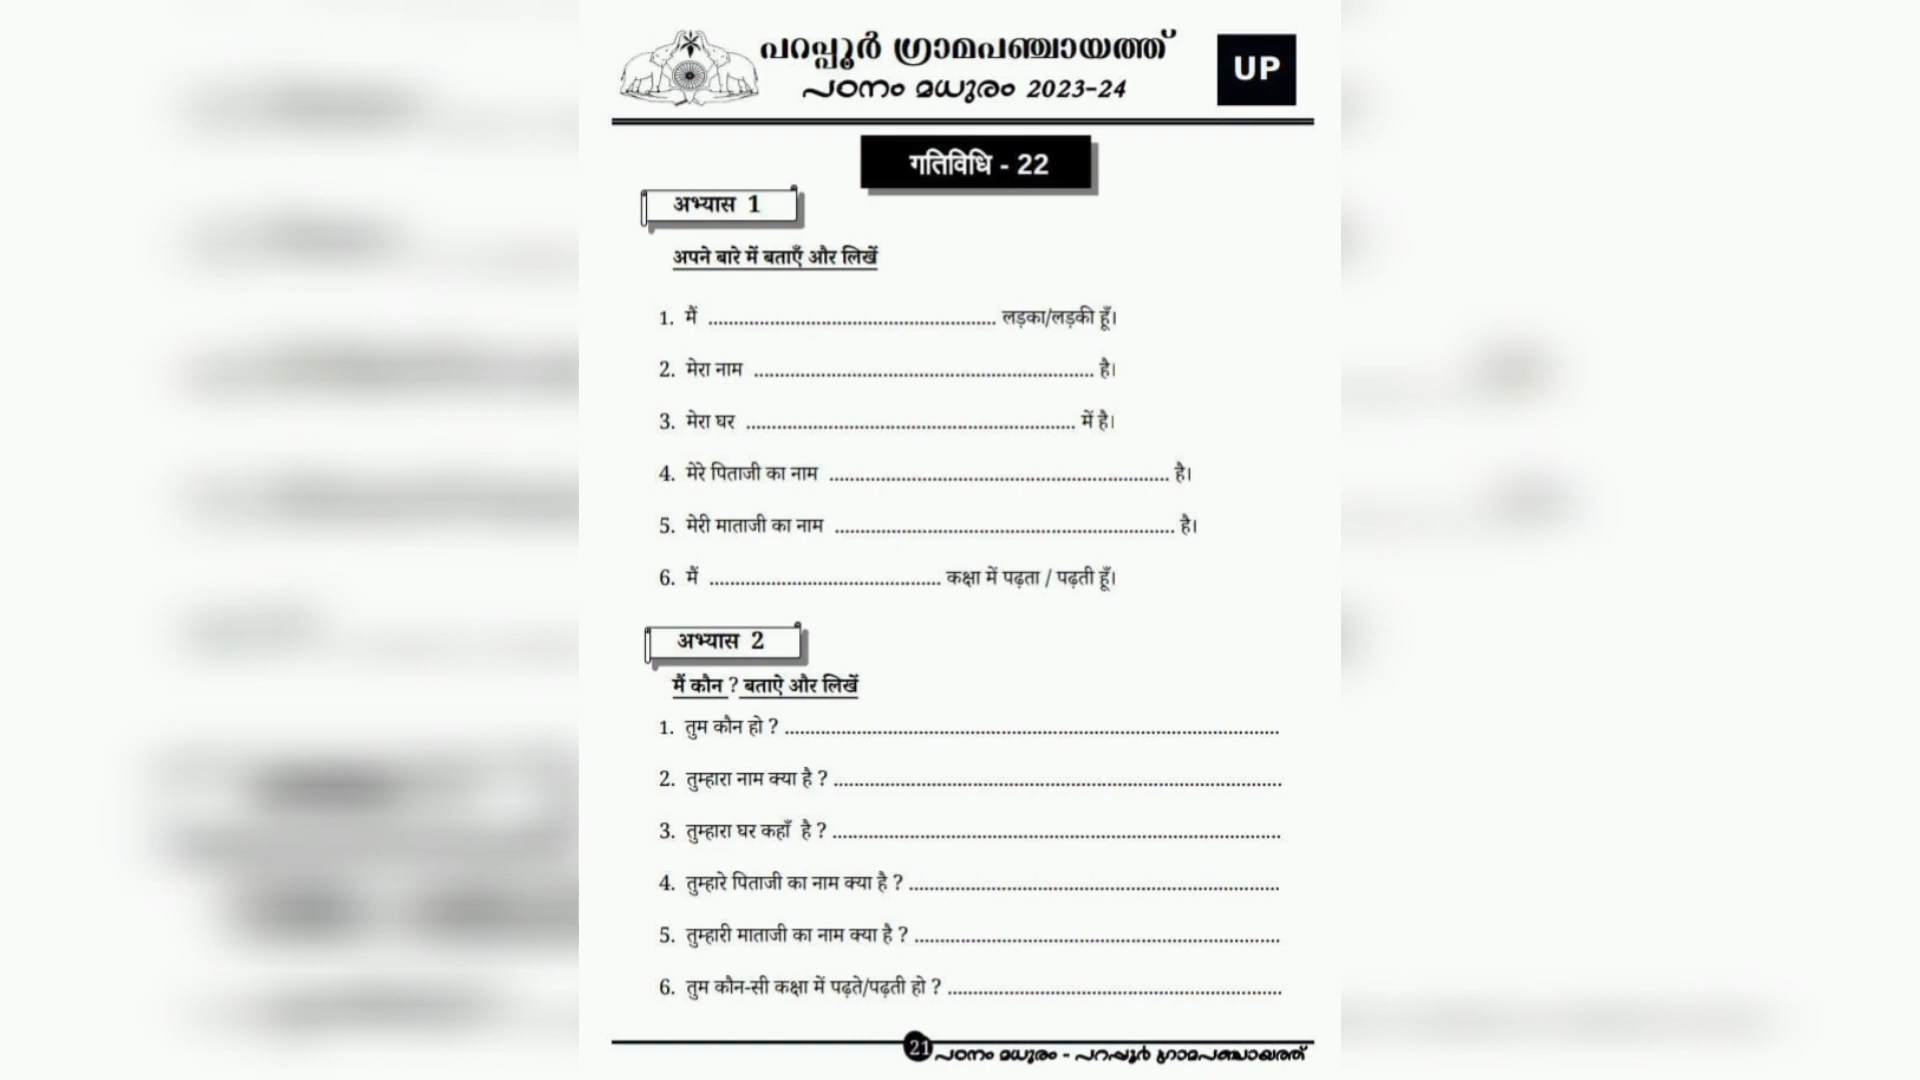 പറപ്പൂർ ഗ്രാമപഞ്ചായത്ത്
പഠനം മധുരം 2023-24
UP
गतिविधि - 22
अभ्यास 1
अपने बारे में बताएँ और लिखें
1. मैं ........................................................ लड़का/लड़की हूँ।
2. मेरा नाम .................................................................. है।
3. मेरा घर ................................................................ में है।
4. मेरे पिताजी का नाम .................................................................. है।
5. मेरी माताजी का नाम .................................................................. है।
6. मैं ............................................. कक्षा में पढ़ता / पढ़ती हूँ।
अभ्यास 2
मैं कौन ? बताऐ और लिखें
1. तुम कौन हो ? ................................................................................................
2. तुम्हारा नाम क्या है ? .......................................................................................
3. तुम्हारा घर कहाँ है ? .......................................................................................
4. तुम्हारे पिताजी का नाम क्या है ? ........................................................................
5. तुम्हारी माताजी का नाम क्या है ? .......................................................................
6. तुम कौन-सी कक्षा में पढ़ते/पढ़ती हो ? .................................................................
21 പഠനം മധുരം - പറപ്പൂർ ഗ്രാമപഞ്ചായത്ത്